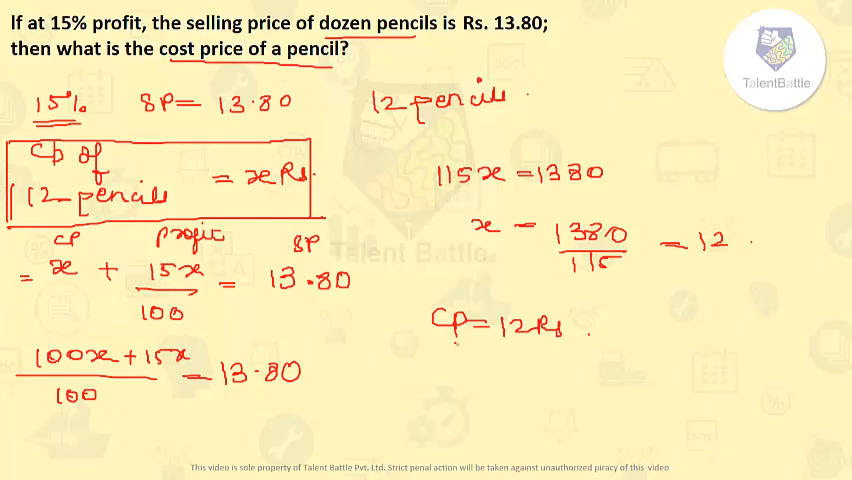 If at 15% profit, the selling price of dozen pencils is Rs. 13.80;
then what is the cost price of a pencil?
TalentBattle
15% SP = 13.80 12 pencils
CP of
12 pencils = x Rs.
CP profit SP
= x + 15x/100 = 13.80
100x + 15x/100 = 13.80
115x = 1380
x = 1380/115 = 12
CP = 12 Rs.
Talent Battle
This video is sole property of Talent Battle Pvt. Ltd. Strict penal action will be taken against unauthorized piracy of this video